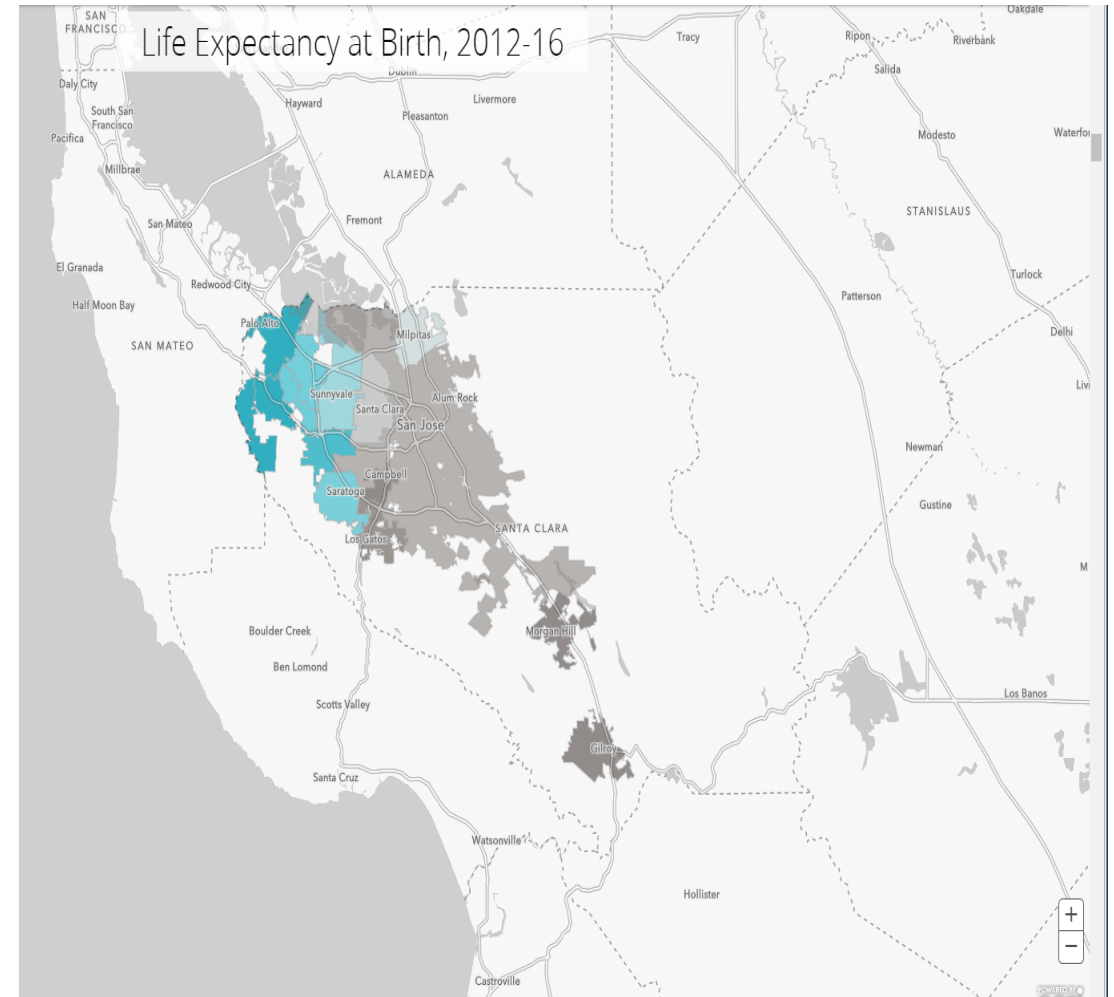 Life Expectancy at Birth, 2012-16
SAN
FRANCISCO
Oakdale
Tracy
Ripon
Riverbank
Salida
Dublin
Daly City
Hayward
Livermore
South San
Francisco
Pleasanton
Pacifica
Modesto
Millbrae
ALAMEDA
STANISLAUS
San Mateo
Fremont
El Granada
Turlock
Redwood City
Half Moon Bay
Patterson
Palo Alto
Milpitas
Delhi
SAN MATEO
Sunnyvale
Alum Rock
Santa Clara
San Jose
Newman
Campbell
Saratoga
Gustine
SANTA CLARA
Los Gatos
M
Boulder Creek
Morgan Hill
Ben Lomond
Los Banos
Scotts Valley
Gilroy
Santa Cruz
Watsonville
Hollister
+
−
Castroville
POWERED BY